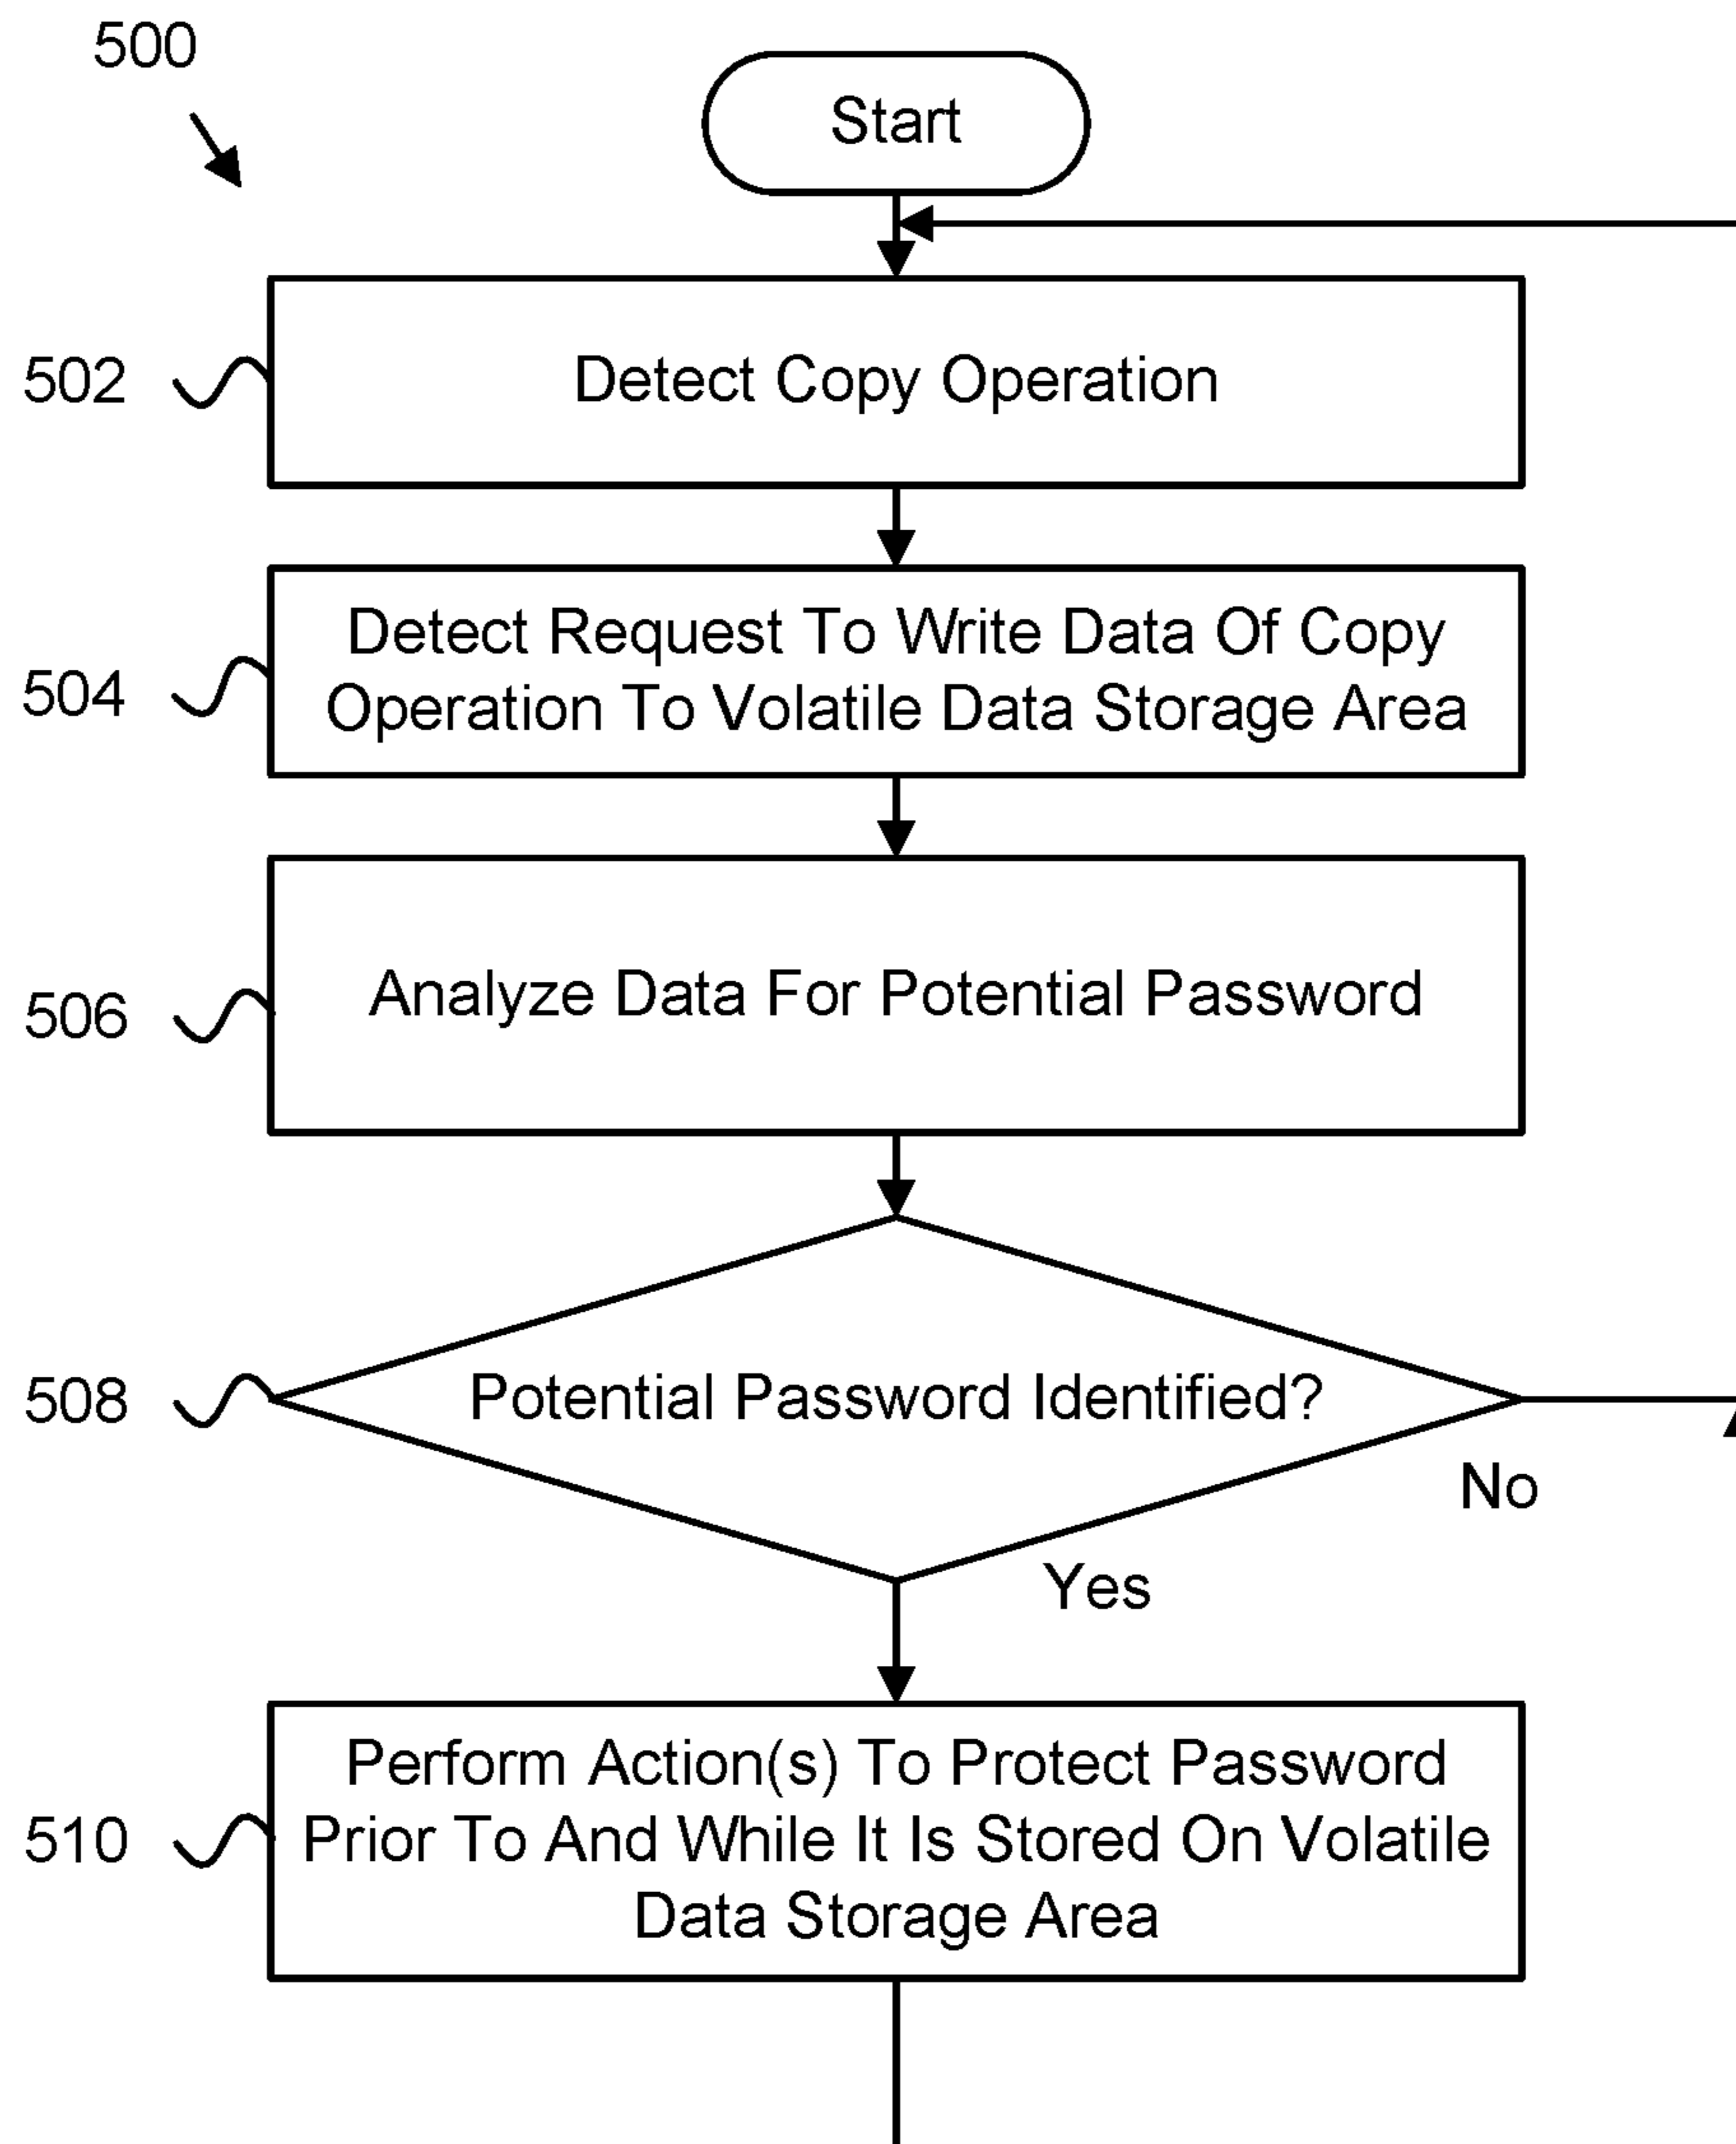 500
Start
502
Detect Copy Operation
504
Detect Request To Write Data Of Copy
Operation To Volatile Data Storage Area
506
Analyze Data For Potential Password
508
Potential Password Identified?
No
Yes
510
Perform Action(s) To Protect Password
Prior To And While It Is Stored On Volatile
Data Storage Area